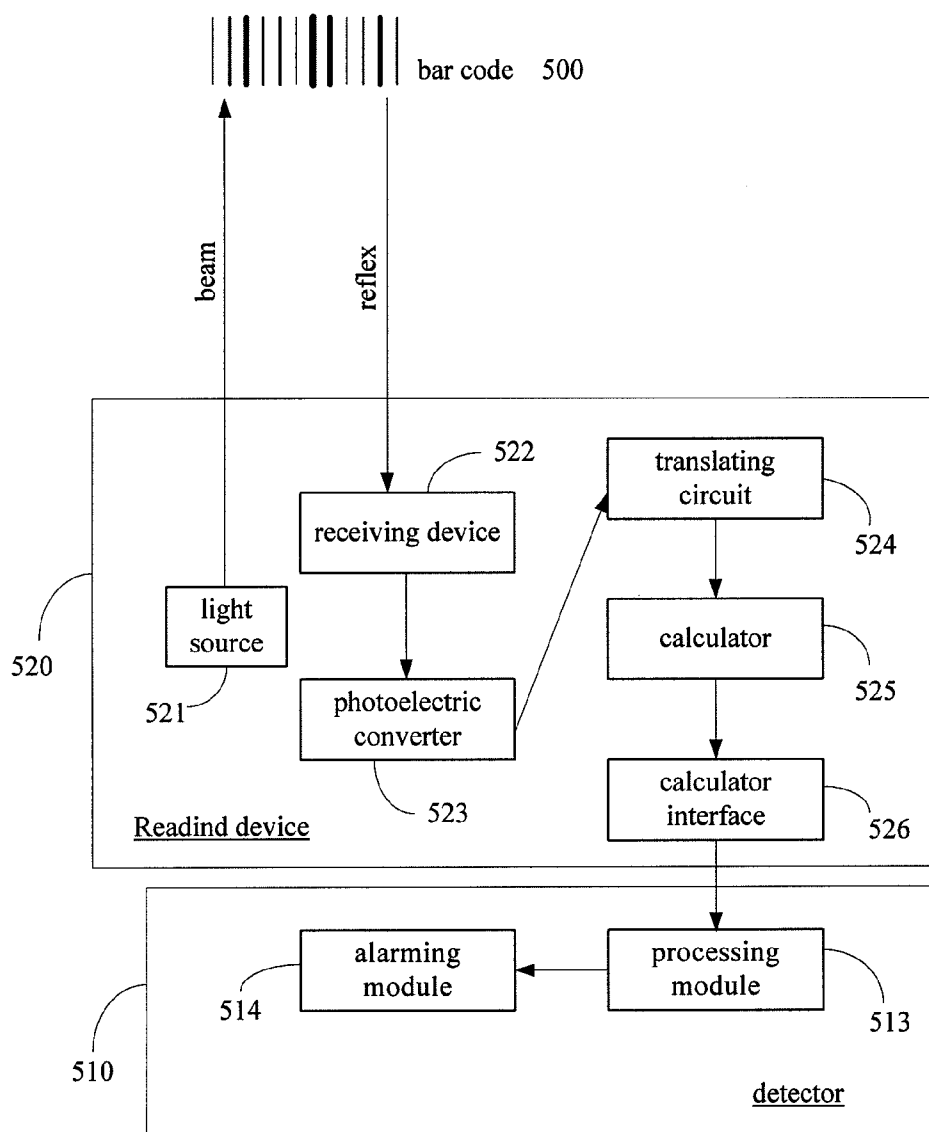 bar code 500
beam
reflex
522
receiving device
translating
circuit
524
light
source
520
521
calculator
525
photoelectric
converter
523
calculator
interface
526
Readind device
alarming
module
514
processing
module
513
510
detector